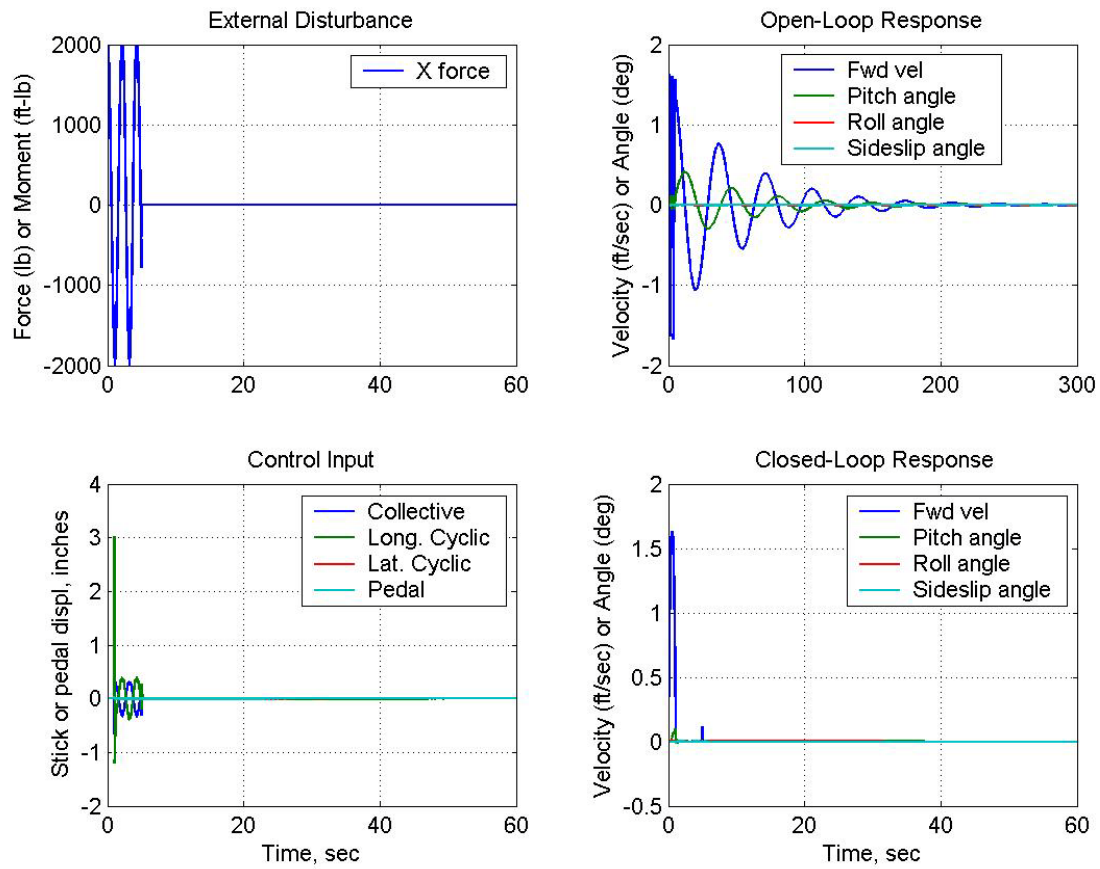 External Disturbance
Force (lb) or Moment (ft-lb)
2000
1000
0
-1000
-2000
0
20
40
60
X force
Open-Loop Response
Velocity (ft/sec) or Angle (deg)
2
1
0
-1
-2
0
100
200
300
Fwd vel
Pitch angle
Roll angle
Sideslip angle
Control Input
Stick or pedal displ, inches
4
3
2
1
0
-1
-2
0
20
40
60
Time, sec
Collective
Long. Cyclic
Lat. Cyclic
Pedal
Closed-Loop Response
Velocity (ft/sec) or Angle (deg)
2
1.5
1
0.5
0
-0.5
0
20
40
60
Time, sec
Fwd vel
Pitch angle
Roll angle
Sideslip angle